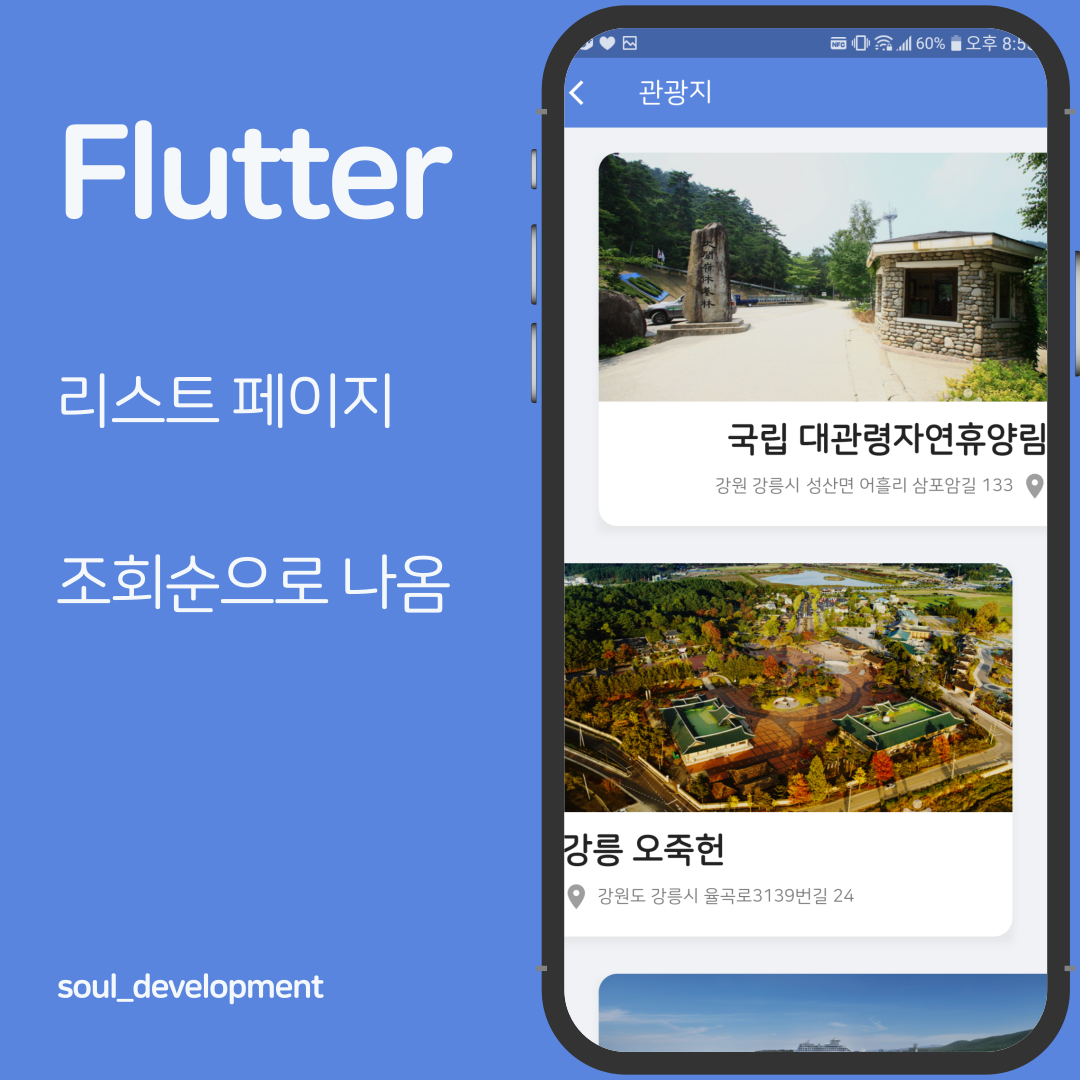 Flutter
리스트 페이지
조회순으로 나옴
soul_development
NFC 60% 오후 8:5
관광지
국립 대관령자연휴양림
강원 강릉시 성산면 어흘리 삼포암길 133
강릉 오죽헌
강원도 강릉시 율곡로3139번길 24